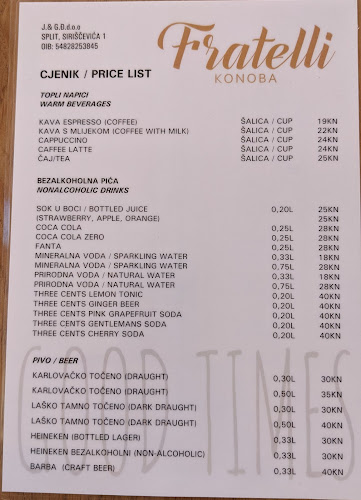 J.& G.D.d.o.o
SPLIT, SIRIŠČEVIĆA 1
OIB: 54828253845
Fratelli
KONOBA
CJENIK / PRICE LIST
TOPLI NAPICI
WARM BEVERAGES
KAVA ESPRESSO (COFFEE) ŠALICA / CUP 19KN
KAVA S MLIJEKOM (COFFEE WITH MILK) ŠALICA / CUP 22KN
CAPPUCCINO ŠALICA / CUP 24KN
CAFFEE LATTE ŠALICA / CUP 24KN
ČAJ/TEA ŠALICA / CUP 25KN
BEZALKOHOLNA PIČA
NONALCOHOLIC DRINKS
SOK U BOCI / BOTTLED JUICE 0,20L 25KN
(STRAWBERRY, APPLE, ORANGE) 25KN
COCA COLA 0,25L 28KN
COCA COLA ZERO 0,25L 28KN
FANTA 0,25L 28KN
MINERALNA VODA / SPARKLING WATER 0,33L 18KN
MINERALNA VODA / SPARKLING WATER 0,75L 28KN
PRIRODNA VODA / NATURAL WATER 0,33L 18KN
PRIRODNA VODA / NATURAL WATER 0,75L 28KN
THREE CENTS LEMON TONIC 0,20L 40KN
THREE CENTS GINGER BEER 0,20L 40KN
THREE CENTS PINK GRAPEFRUIT SODA 0,20L 40KN
THREE CENTS GENTLEMANS SODA 0,20L 40KN
THREE CENTS CHERRY SODA 0,20L 40KN
GOOD TIMES
PIVO / BEER
KARLOVAČKO TOČENO (DRAUGHT) 0,30L 30KN
KARLOVAČKO TOČENO (DRAUGHT) 0,50L 35KN
LAŠKO TAMNO TOČENO (DARK DRAUGHT) 0,30L 30KN
LAŠKO TAMNO TOČENO (DARK DRAUGHT) 0,50L 40KN
HEINEKEN (BOTTLED LAGER) 0,33L 30KN
HEINEKEN BEZALKOHOLNI (NON-ALCOHOLIC) 0,33L 30KN
BARBA (CRAFT BEER) 0,33L 40KN